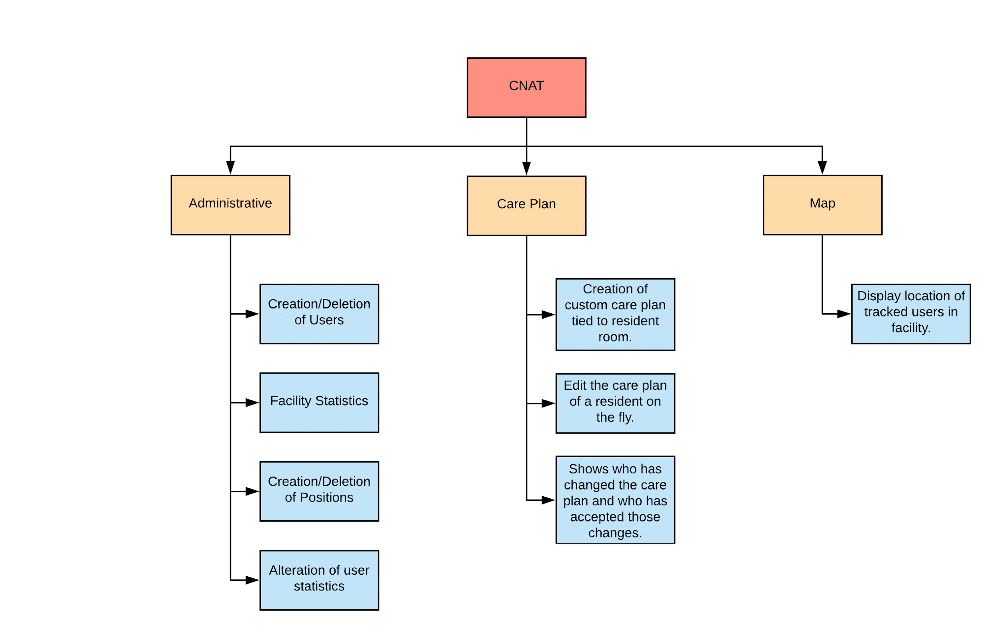 CNAT
Administrative
Care Plan
Map
Creation/Deletion
of Users
Facility Statistics
Creation/Deletion
of Positions
Alteration of user
statistics
Creation of
custom care plan
tied to resident
room.
Edit the care plan
of a resident on
the fly.
Shows who has
changed the care
plan and who has
accepted those
changes.
Display location of
tracked users in
facility.